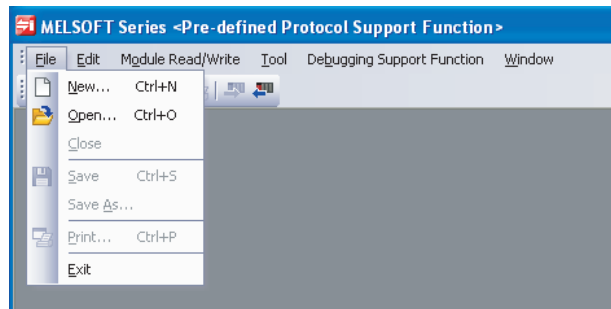 MELSOFT Series <Pre-defined Protocol Support Function>
File Edit Module Read/Write Tool Debugging Support Function Window
New... Ctrl+N
Open... Ctrl+O
Close
Save Ctrl+S
Save As...
Print... Ctrl+P
Exit